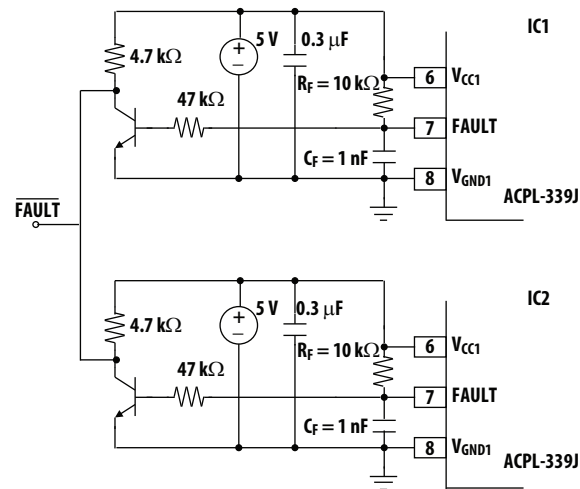 IC1
4.7 kΩ
+
−
5 V
0.3 µF
R_F = 10 kΩ
6
V_CC1
47 kΩ
7
FAULT
C_F = 1 nF
8
V_GND1
ACPL-339J
FAULT
IC2
4.7 kΩ
+
−
5 V
0.3 µF
R_F = 10 kΩ
6
V_CC1
47 kΩ
7
FAULT
C_F = 1 nF
8
V_GND1
ACPL-339J